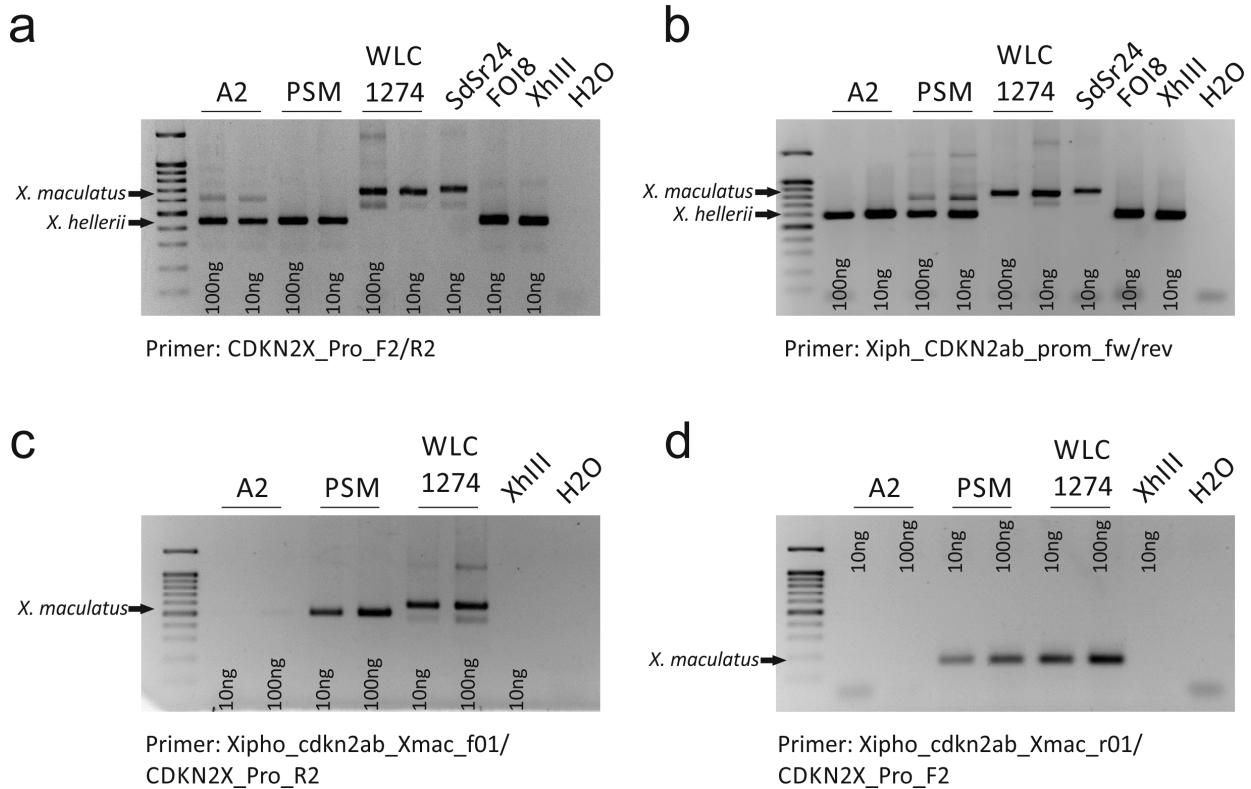 a
A2
PSM
WLC
1274
SdSr24
FOI8
XhIII
H2O
X. maculatus
X. hellerii
100ng
10ng
100ng
10ng
100ng
10ng
10ng
10ng
10ng
Primer: CDKN2X_Pro_F2/R2
b
A2
PSM
WLC
1274
SdSr24
FOI8
XhIII
H2O
X. maculatus
X. hellerii
100ng
10ng
100ng
10ng
100ng
10ng
10ng
10ng
10ng
Primer: Xiph_CDKN2ab_prom_fw/rev
c
A2
PSM
WLC
1274
XhIII
H2O
X. maculatus
10ng
100ng
10ng
100ng
10ng
100ng
10ng
Primer: Xipho_cdkn2ab_Xmac_f01/
CDKN2X_Pro_R2
d
A2
PSM
WLC
1274
XhIII
H2O
10ng
100ng
10ng
100ng
10ng
100ng
10ng
X. maculatus
Primer: Xipho_cdkn2ab_Xmac_r01/
CDKN2X_Pro_F2